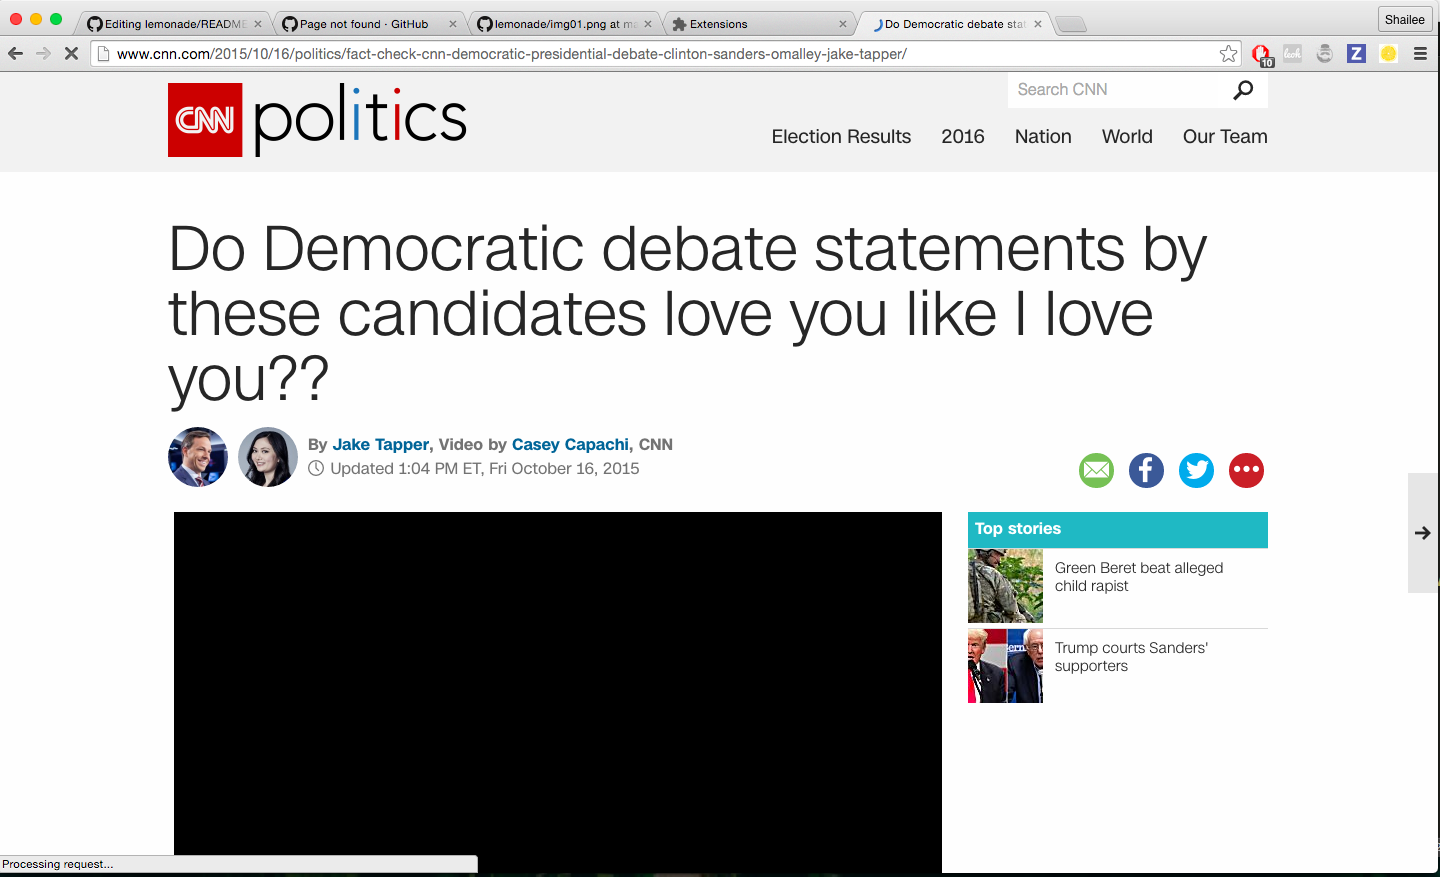 Editing lemonade/README
Page not found · GitHub
lemonade/img01.png at ma
Extensions
Do Democratic debate stat
Shailee
www.cnn.com/2015/10/16/politics/fact-check-cnn-democratic-presidential-debate-clinton-sanders-omalley-jake-tapper/
10
Z
CNN politics
Search CNN
Election Results 2016 Nation World Our Team
Do Democratic debate statements by
these candidates love you like I love
you??
By Jake Tapper, Video by Casey Capachi, CNN
Updated 1:04 PM ET, Fri October 16, 2015
Top stories
Green Beret beat alleged
child rapist
Trump courts Sanders'
supporters
Processing request...